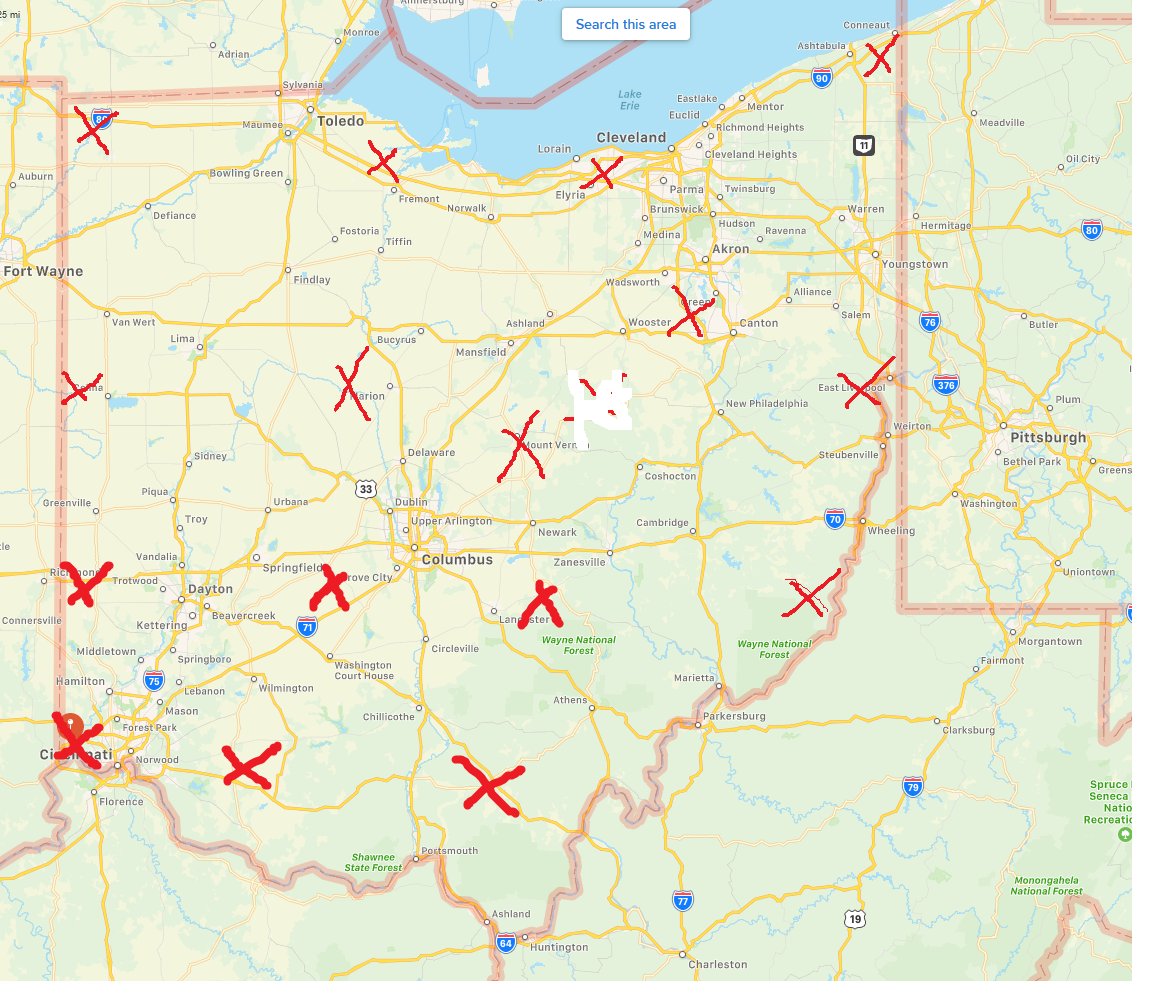 25 mi
Amherstburg
Search this area
Conneaut
Monroe
Adrian
Ashtabula
Sylvania
90
Lake
Erie
Eastlake
Mentor
Euclid
Meadville
Maumee
Toledo
Cleveland
Richmond Heights
11
Lorain
Cleveland Heights
Oil City
Auburn
Bowling Green
Fremont
Elyria
Parma
Twinsburg
Defiance
Norwalk
Brunswick
Hudson
Warren
Hermitage
80
Fostoria
Tiffin
Medina
Ravenna
Akron
Fort Wayne
Youngstown
Findlay
Wadsworth
Alliance
Green
Van Wert
Ashland
Wooster
Canton
Salem
76
Butler
Lima
Bucyrus
Mansfield
East Liverpool
376
Marion
New Philadelphia
Plum
Weirton
Pittsburgh
Mount Vernon
Delaware
Steubenville
Bethel Park
Greens
Sidney
Coshocton
33
Piqua
Urbana
Dublin
Washington
Greenville
Troy
Upper Arlington
Newark
Cambridge
70
Wheeling
tle
Vandalia
Columbus
Zanesville
Springfield
Richmond
Trotwood
Grove City
Uniontown
Dayton
Connersville
Beavercreek
Lancaster
Kettering
71
Wayne National
Forest
Wayne National
Forest
Morgantown
Middletown
Springboro
Circleville
Washington
Court House
Fairmont
Hamilton
75
Lebanon
Wilmington
Marietta
Mason
Athens
Chillicothe
Parkersburg
Forest Park
Clarksburg
Cincinnati
Norwood
79
Spruce
Seneca
Natio
Recreatio
Florence
Shawnee
State Forest
Portsmouth
Monongahela
National Forest
77
Ashland
19
64
Huntington
Charleston